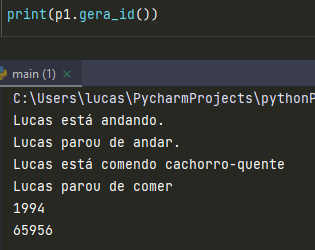 print(p1.gera_id())
main (1) ×
C:\Users\lucas\PycharmProjects\pythonP
Lucas está andando.
Lucas parou de andar.
Lucas está comendo cachorro-quente
Lucas parou de comer
1994
65956